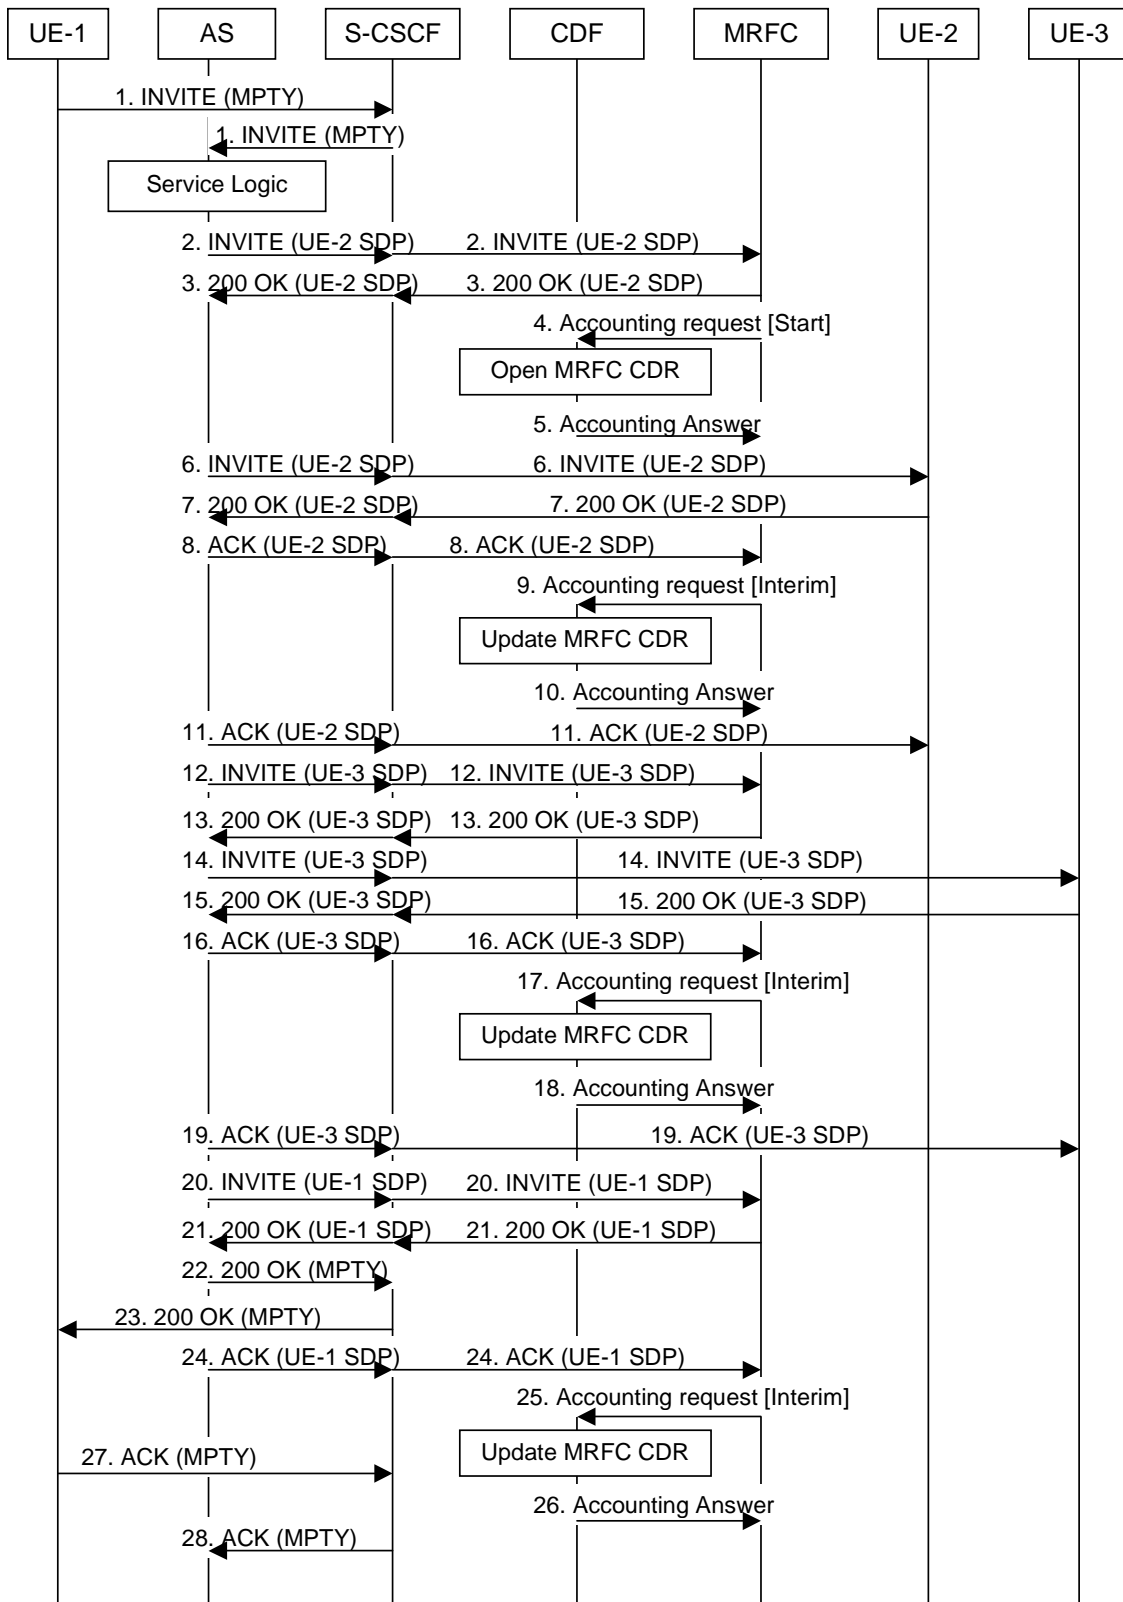 UE-1
AS
S-CSCF
CDF
MRFC
UE-2
UE-3
1. INVITE (MPTY)
1. INVITE (MPTY)
Service Logic
2. INVITE (UE-2 SDP)
2. INVITE (UE-2 SDP)
3. 200 OK (UE-2 SDP)
3. 200 OK (UE-2 SDP)
4. Accounting request [Start]
Open MRFC CDR
5. Accounting Answer
6. INVITE (UE-2 SDP)
6. INVITE (UE-2 SDP)
7. 200 OK (UE-2 SDP)
7. 200 OK (UE-2 SDP)
8. ACK (UE-2 SDP)
8. ACK (UE-2 SDP)
9. Accounting request [Interim]
Update MRFC CDR
10. Accounting Answer
11. ACK (UE-2 SDP)
11. ACK (UE-2 SDP)
12. INVITE (UE-3 SDP)
12. INVITE (UE-3 SDP)
13. 200 OK (UE-3 SDP)
13. 200 OK (UE-3 SDP)
14. INVITE (UE-3 SDP)
14. INVITE (UE-3 SDP)
15. 200 OK (UE-3 SDP)
15. 200 OK (UE-3 SDP)
16. ACK (UE-3 SDP)
16. ACK (UE-3 SDP)
17. Accounting request [Interim]
Update MRFC CDR
18. Accounting Answer
19. ACK (UE-3 SDP)
19. ACK (UE-3 SDP)
20. INVITE (UE-1 SDP)
20. INVITE (UE-1 SDP)
21. 200 OK (UE-1 SDP)
21. 200 OK (UE-1 SDP)
22. 200 OK (MPTY)
23. 200 OK (MPTY)
24. ACK (UE-1 SDP)
24. ACK (UE-1 SDP)
25. Accounting request [Interim]
Update MRFC CDR
27. ACK (MPTY)
26. Accounting Answer
28. ACK (MPTY)